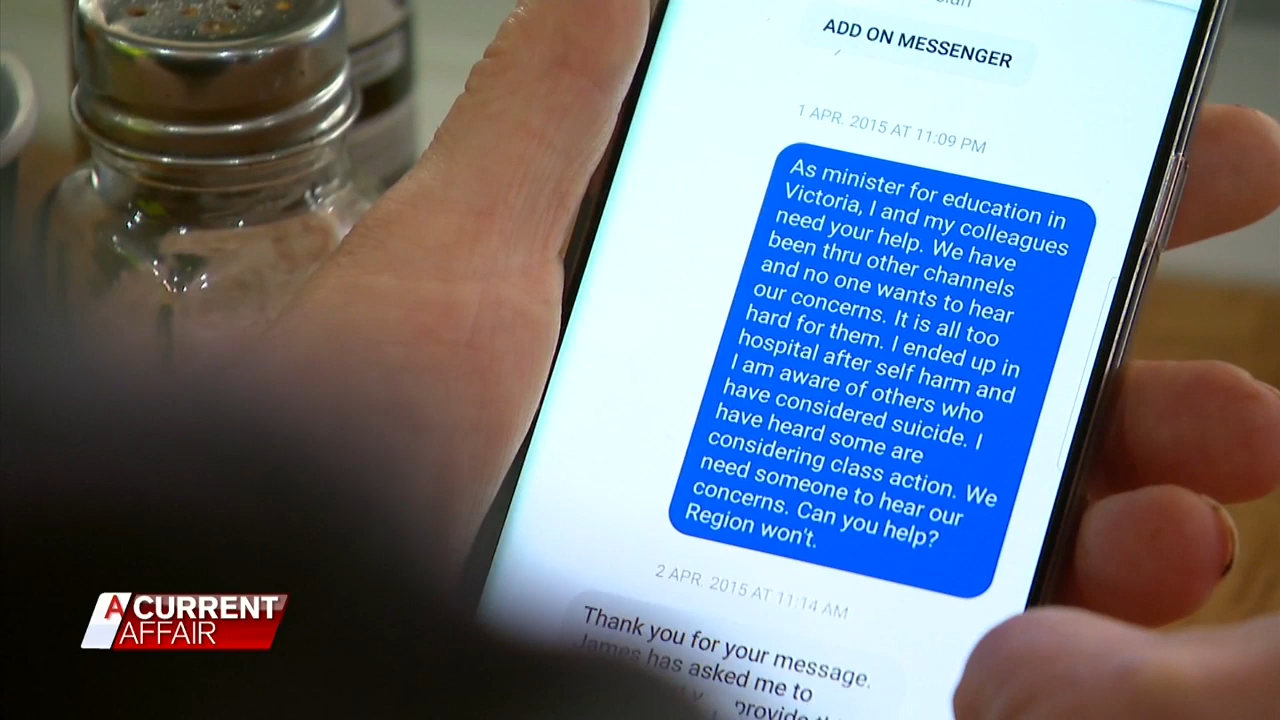 ADD ON MESSENGER
1 APR. 2015 AT 11:09 PM
As minister for education in
Victoria, I and my colleagues
need your help. We have
been thru other channels
and no one wants to hear
our concerns. It is all too
hard for them. I ended up in
hospital after self harm and
I am aware of others who
have considered suicide. I
have heard some are
considering class action. We
need someone to hear our
concerns. Can you help?
Region won't.
2 APR. 2015 AT 11:14 AM
Thank you for your message.
James has asked me to
provide
A CURRENT
AFFAIR